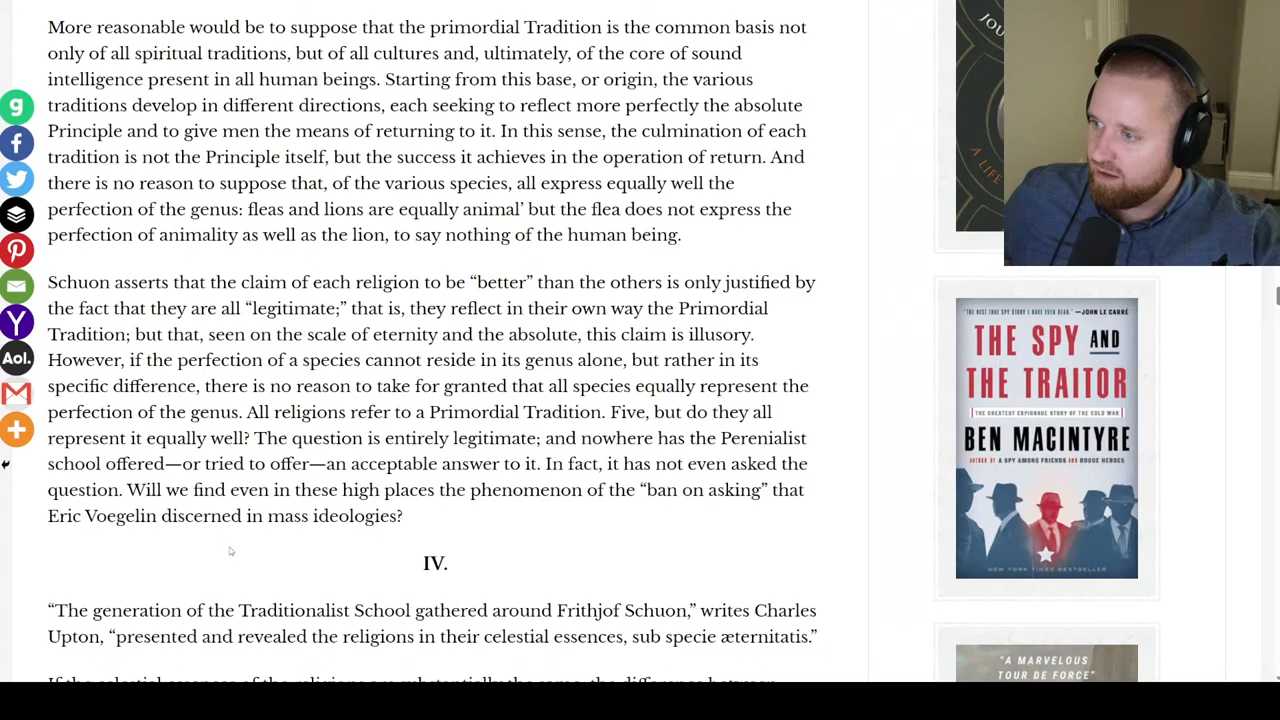 More reasonable would be to suppose that the primordial Tradition is the common basis not
only of all spiritual traditions, but of all cultures and, ultimately, of the core of sound
intelligence present in all human beings. Starting from this base, or origin, the various
traditions develop in different directions, each seeking to reflect more perfectly the absolute
Principle and to give men the means of returning to it. In this sense, the culmination of each
tradition is not the Principle itself, but the success it achieves in the operation of return. And
there is no reason to suppose that, of the various species, all express equally well the
perfection of the genus: fleas and lions are equally animal’ but the flea does not express the
perfection of animality as well as the lion, to say nothing of the human being.
Schuon asserts that the claim of each religion to be “better” than the others is only justified by
the fact that they are all “legitimate;” that is, they reflect in their own way the Primordial
Tradition; but that, seen on the scale of eternity and the absolute, this claim is illusory.
However, if the perfection of a species cannot reside in its genus alone, but rather in its
specific difference, there is no reason to take for granted that all species equally represent the
perfection of the genus. All religions refer to a Primordial Tradition. Five, but do they all
represent it equally well? The question is entirely legitimate; and nowhere has the Perenialist
school offered—or tried to offer—an acceptable answer to it. In fact, it has not even asked the
question. Will we find even in these high places the phenomenon of the “ban on asking” that
Eric Voegelin discerned in mass ideologies?
IV.
“The generation of the Traditionalist School gathered around Frithjof Schuon,” writes Charles
Upton, “presented and revealed the religions in their celestial essences, sub specie æternitatis.”
g
Aol.
JOU
A LIFE
"THE BEST TRUE SPY STORY I HAVE EVER READ." —JOHN LE CARRÉ
THE SPY AND
THE TRAITOR
THE GREATEST ESPIONAGE STORY OF THE COLD WAR
BEN MACINTYRE
AUTHOR OF A SPY AMONG FRIENDS AND ROGUE HEROES
NEW YORK TIMES BESTSELLER
"A MARVELOUS
TOUR DE FORCE"